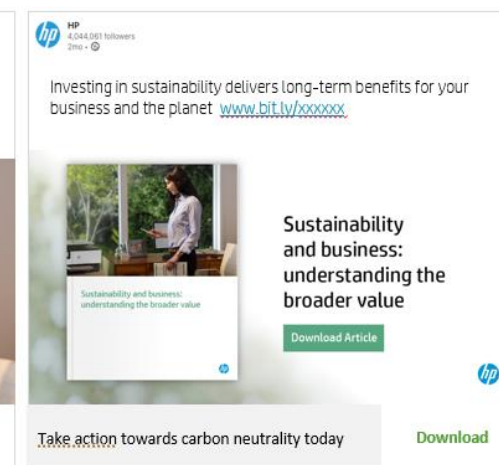 HP
4,044,061 followers
2mo •
Investing in sustainability delivers long-term benefits for your
business and the planet www.bit.ly/xxxxxx
Sustainability and business:
understanding the broader value
hp
Sustainability
and business:
understanding the
broader value
Download Article
hp
Take action towards carbon neutrality today
Download